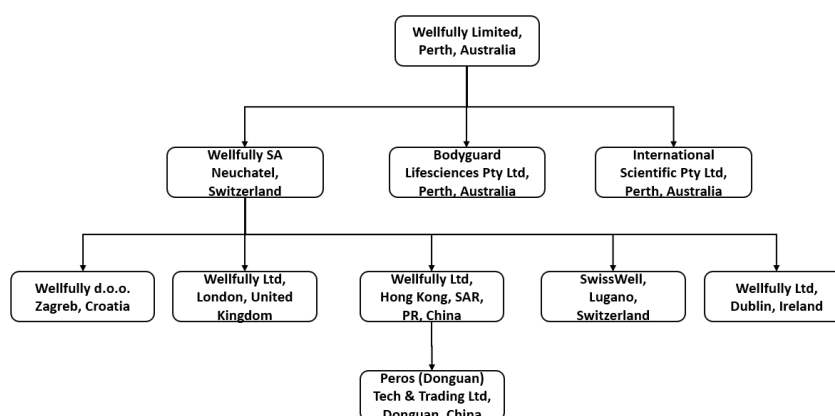 Wellfully Limited,
Perth, Australia
Wellfully SA
Neuchatel,
Switzerland
Bodyguard
Lifesciences Pty Ltd,
Perth, Australia
International
Scientific Pty Ltd,
Perth, Australia
Wellfully d.o.o.
Zagreb, Croatia
Wellfully Ltd,
London, United
Kingdom
Wellfully Ltd,
Hong Kong, SAR,
PR, China
SwissWell,
Lugano,
Switzerland
Wellfully Ltd,
Dublin, Ireland
Peros (Donguan)
Tech & Trading Ltd,
Donguan, China